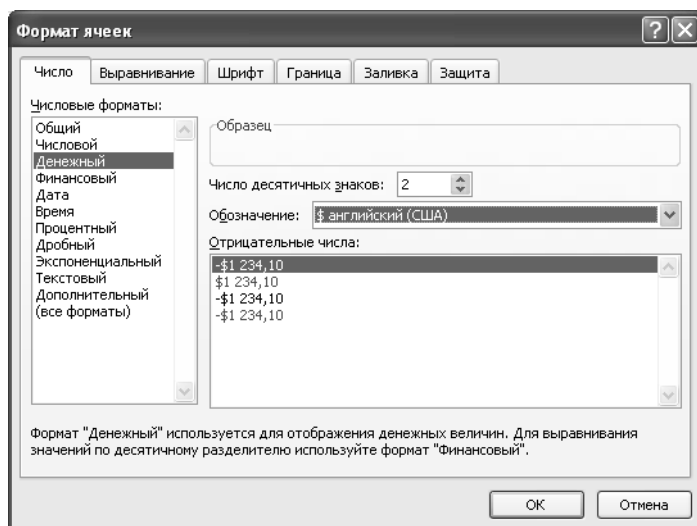 Формат ячеек
Число Выравнивание Шрифт Граница Заливка Защита
Числовые форматы:
Общий
Числовой
Денежный
Финансовый
Дата
Время
Процентный
Дробный
Экспоненциальный
Текстовый
Дополнительный
(все форматы)
Образец
Число десятичных знаков: 2
Обозначение: $ английский (США)
Отрицательные числа:
-$1 234,10
$1 234,10
-$1 234,10
-$1 234,10
Формат "Денежный" используется для отображения денежных величин. Для выравнивания
значений по десятичному разделителю используйте формат "Финансовый".
ОК Отмена